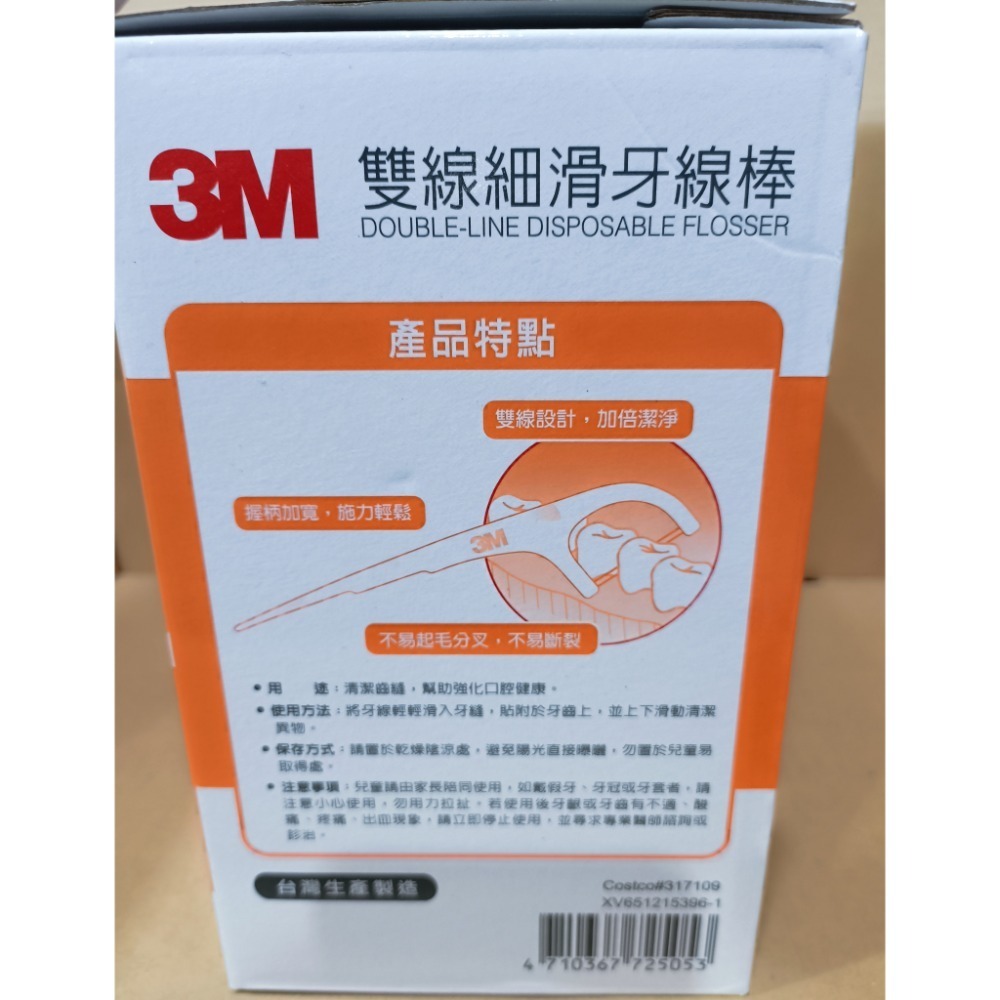 3M 雙線細滑牙線棒
DOUBLE-LINE DISPOSABLE FLOSSER
產品特點
雙線設計,加倍潔淨
握柄加寬,施力輕鬆
3M
不易起毛分叉,不易斷裂
• 用　途:清潔齒縫,幫助強化口腔健康。
• 使用方法:將牙線輕輕滑入牙縫,貼附於牙齒上,並上下滑動清潔
異物。
• 保存方式:請置於乾燥陰涼處,避免陽光直接曝曬,勿置於兒童易
取得處。
• 注意事項:兒童請由家長陪同使用,如戴假牙、牙冠或牙套者,請
注意小心使用,勿用力拉扯。若使用後牙齦或牙齒有不適、酸
痛、疼痛、出血現象,請立即停止使用,並尋求專業醫師諮詢或
診治。
台灣生產製造
Costco#317109
XV651215396-1
4 710367 725053